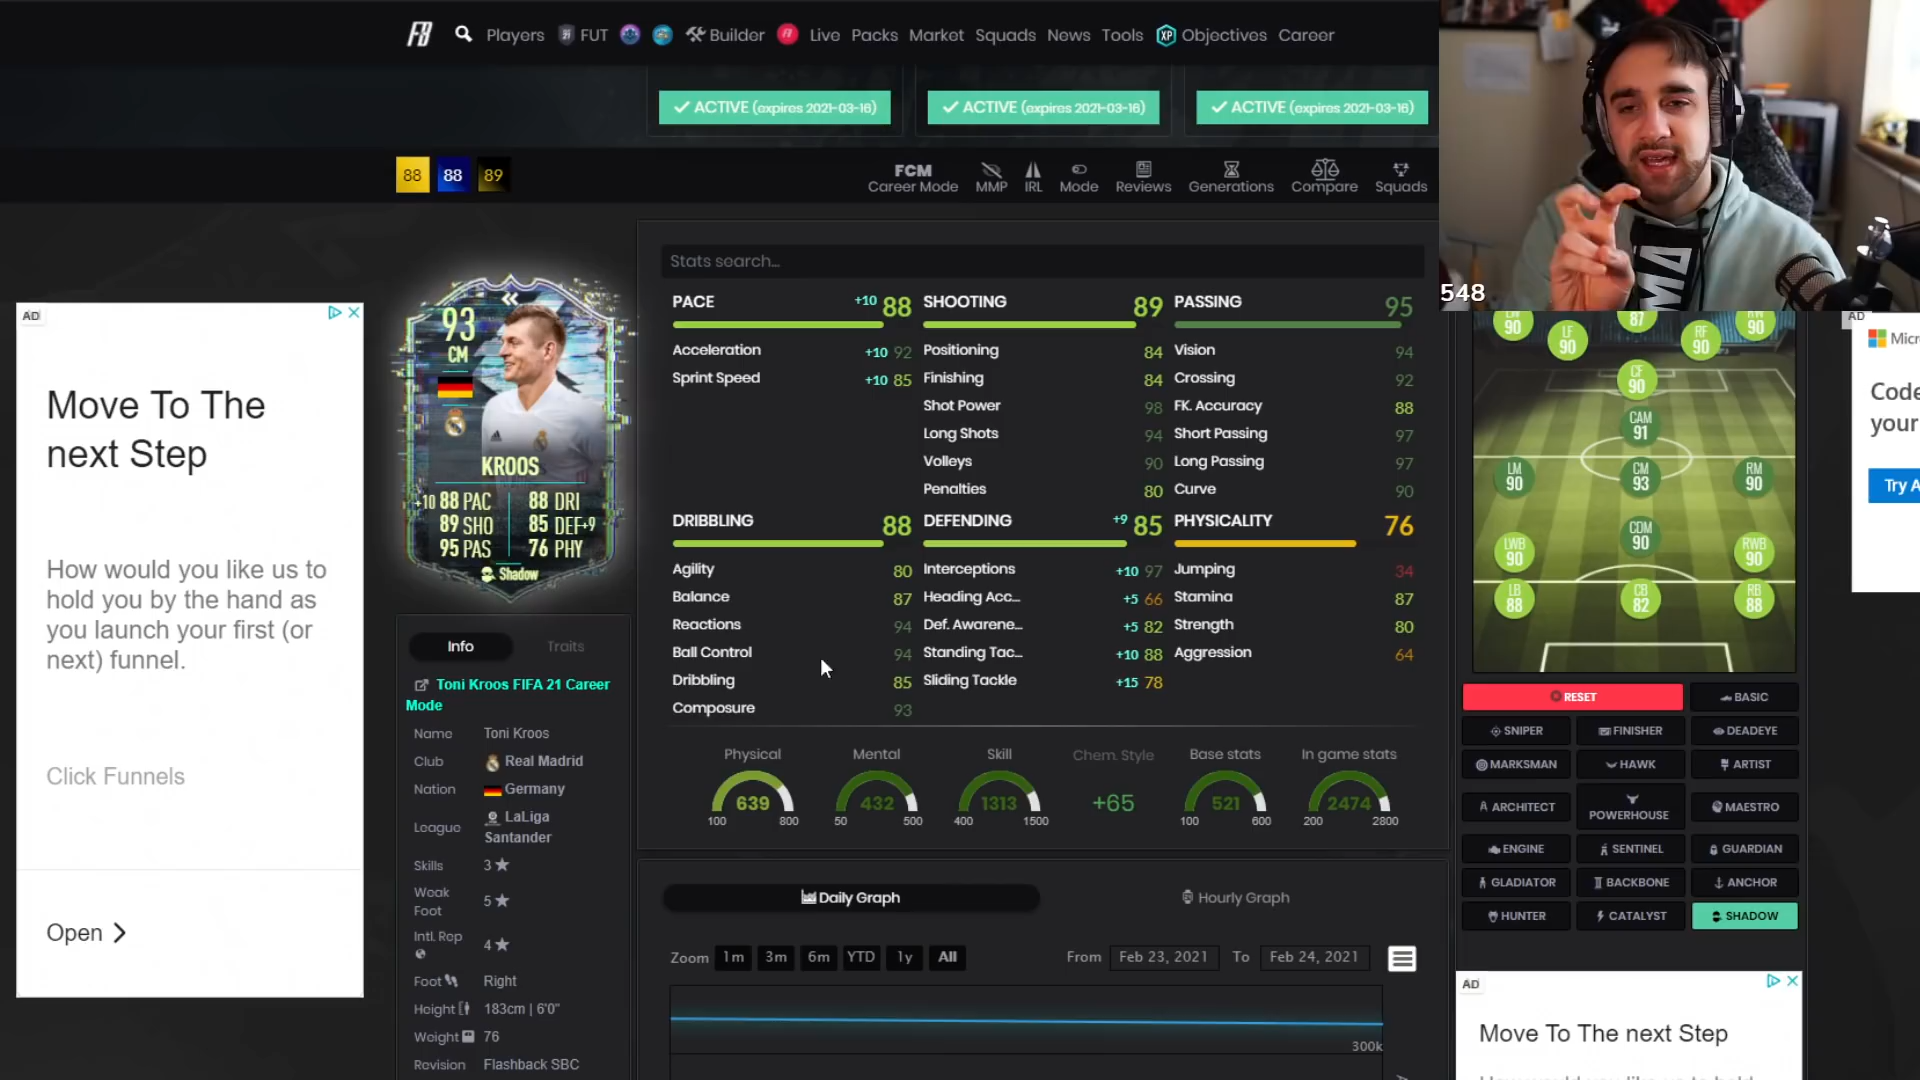 FB
Players
FUT
Builder
Live
Packs
Market
Squads
News
Tools
XP
Objectives
Career
ACTIVE (expires 2021-03-16)
ACTIVE (expires 2021-03-16)
ACTIVE (expires 2021-03-16)
88
88
89
FCM
Career Mode
MMP
IRL
Mode
Reviews
Generations
Compare
Squads
548
AD
Move To The
next Step
How would you like us to
hold you by the hand as
you launch your first (or
next) funnel.
Click Funnels
Open
93
CM
KROOS
+10 88 PAC 88 DRI
89 SHO 85 DEF+9
95 PAS 76 PHY
Shadow
Stats search...
PACE +10 88
Acceleration +10 92
Sprint Speed +10 85
SHOOTING 89
Positioning 84
Finishing 84
Shot Power 98
Long Shots 94
Volleys 90
Penalties 80
PASSING 95
Vision 94
Crossing 92
FK. Accuracy 88
Short Passing 97
Long Passing 97
Curve 90
DRIBBLING 88
Agility 80
Balance 87
Reactions 94
Ball Control 94
Dribbling 85
Composure 93
DEFENDING +9 85
Interceptions +10 97
Heading Acc... +5 66
Def. Awarene... +5 82
Standing Tac... +10 88
Sliding Tackle +15 78
PHYSICALITY 76
Jumping 34
Stamina 87
Strength 80
Aggression 64
Physical
639
100 800
Mental
432
50 500
Skill
1313
400 1500
Chem. Style
+65
Base stats
521
100 600
In game stats
2474
200 2800
Info
Traits
Toni Kroos FIFA 21 Career
Mode
Name Toni Kroos
Club Real Madrid
Nation Germany
League LaLiga
Santander
Skills 3
Weak
Foot 5
Intl. Rep 4
Foot Right
Height 183cm | 6'0"
Weight 76
Revision Flashback SBC
Daily Graph
Hourly Graph
Zoom 1m 3m 6m YTD 1y All
From Feb 23, 2021 To Feb 24, 2021
300k
90
LF
90
87
RF
90
90
CF
90
CAM
91
LM
90
CM
93
RM
90
CDM
90
LWB
90
RWB
90
LB
88
CB
82
RB
88
RESET
BASIC
SNIPER
FINISHER
DEADEYE
MARKSMAN
HAWK
ARTIST
ARCHITECT
POWERHOUSE
MAESTRO
ENGINE
SENTINEL
GUARDIAN
GLADIATOR
BACKBONE
ANCHOR
HUNTER
CATALYST
SHADOW
AD
Move To The next Step
AD
Code
your
Try A